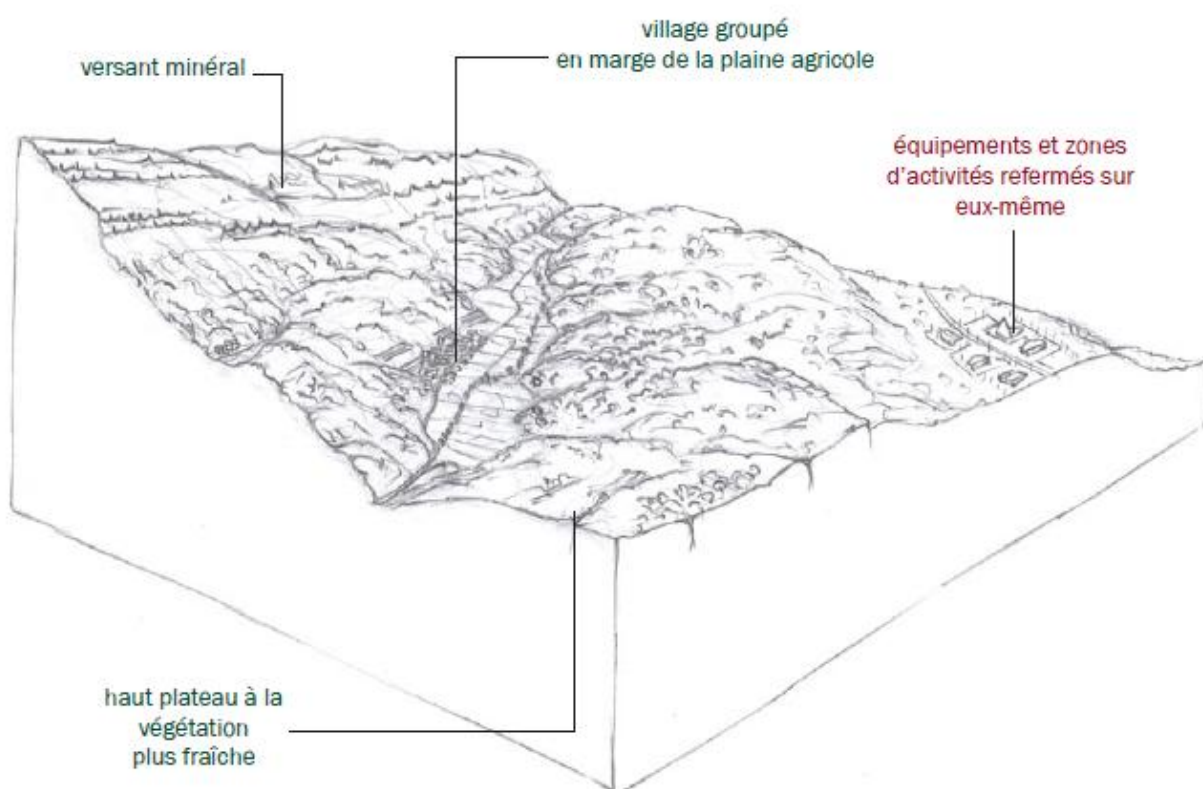 versant minéral
village groupé
en marge de la plaine agricole
équipements et zones
d'activités refermés sur
eux-même
haut plateau à la
végétation
plus fraîche